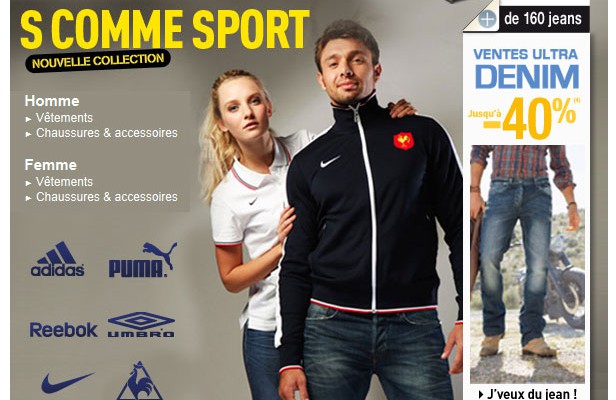 S COMME SPORT
NOUVELLE COLLECTION
Homme
► Vêtements
► Chaussures & accessoires
Femme
► Vêtements
► Chaussures & accessoires
adidas
PUMA
Reebok
UMBRO
+ de 160 jeans
VENTES ULTRA
DENIM
Jusqu'à
-40%
J'veux du jean !